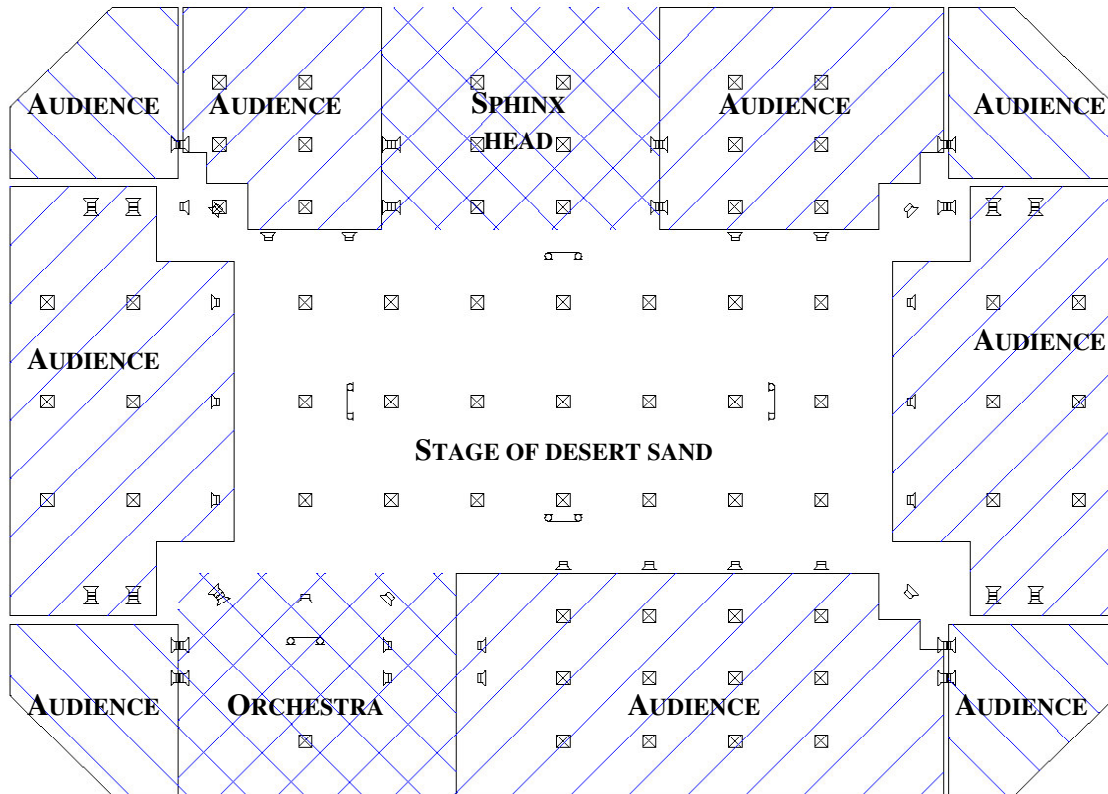 AUDIENCE
AUDIENCE
SPHINX
HEAD
AUDIENCE
AUDIENCE
AUDIENCE
AUDIENCE
STAGE OF DESERT SAND
AUDIENCE
ORCHESTRA
AUDIENCE
AUDIENCE